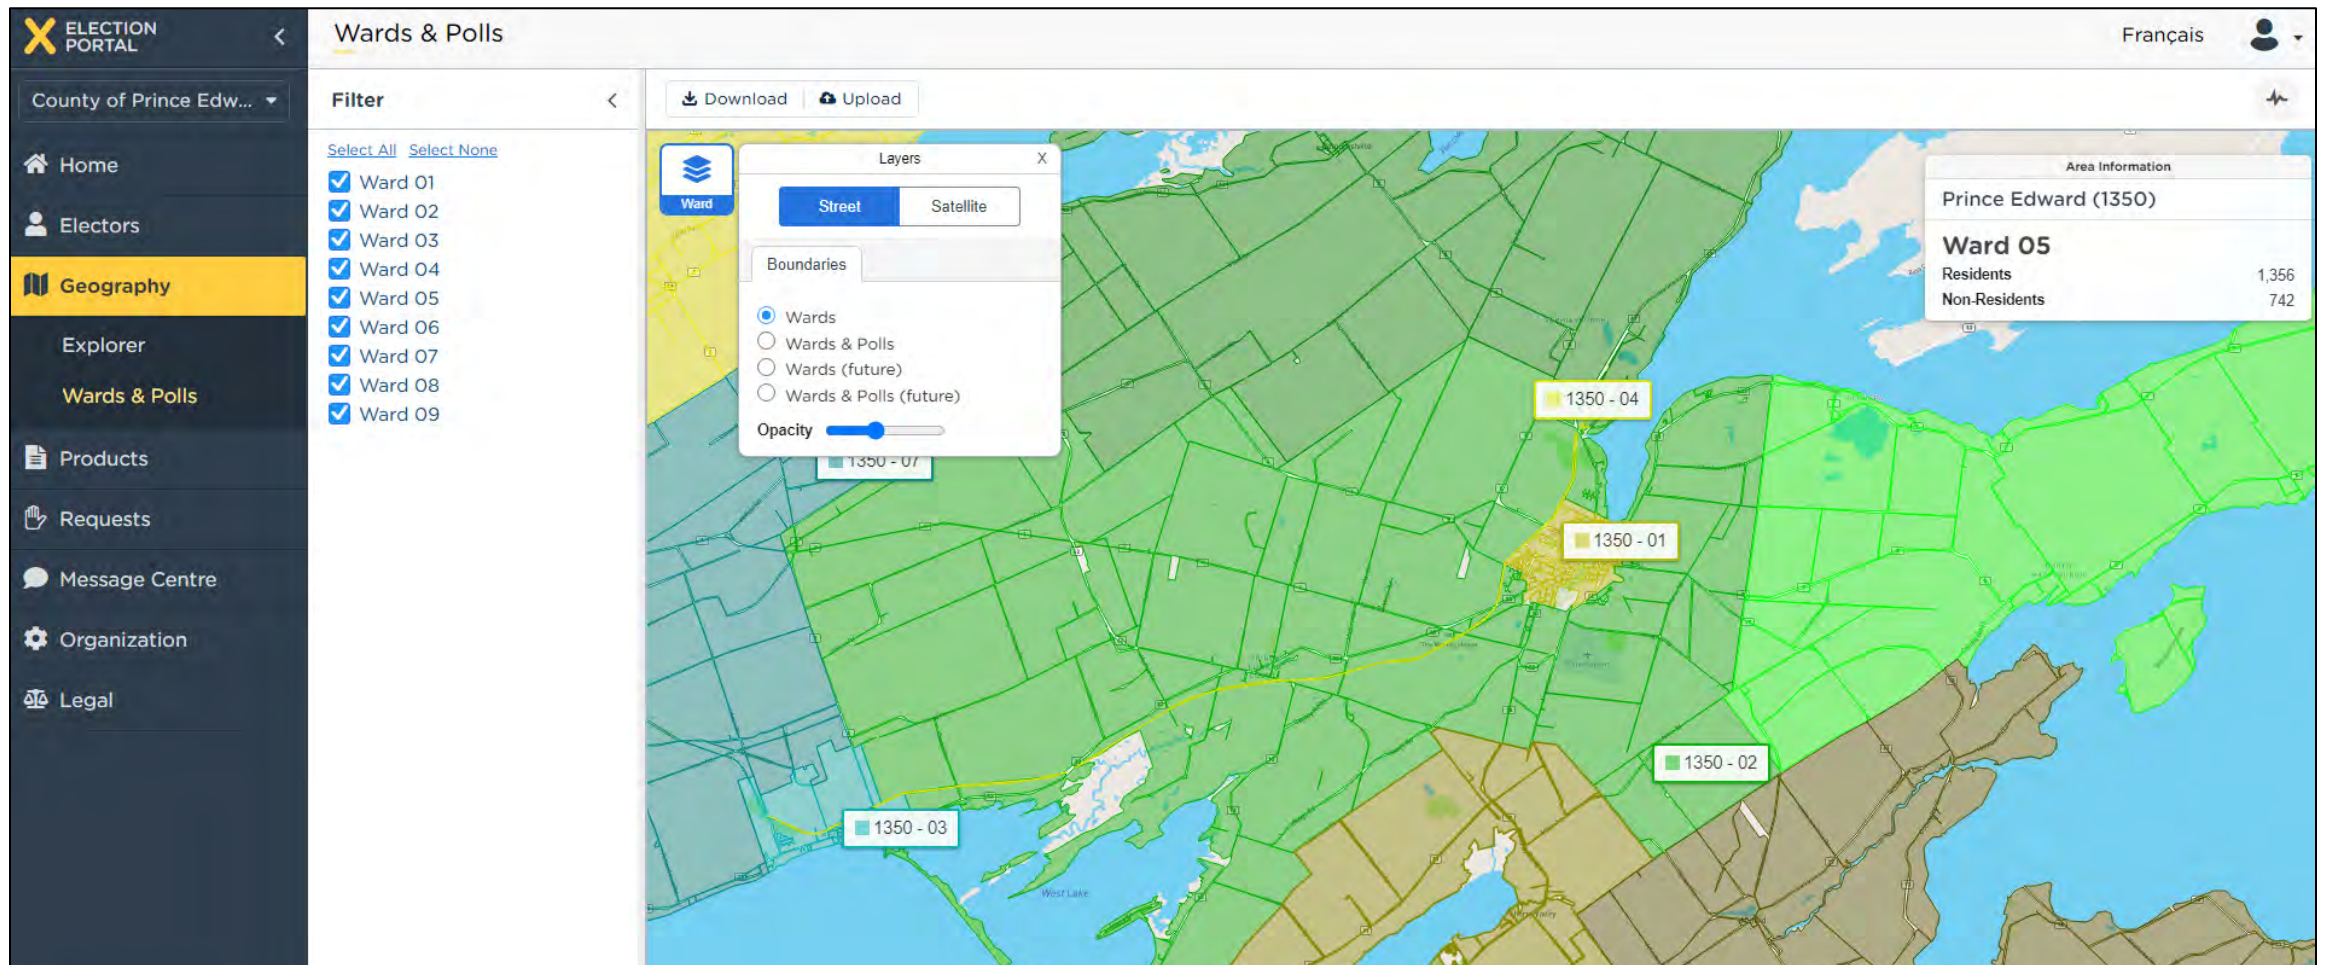 ELECTION
PORTAL
Wards & Polls
Français
County of Prince Edw...
Home
Electors
Geography
Explorer
Wards & Polls
Products
Requests
Message Centre
Organization
Legal
Filter
Select All Select None
Ward 01
Ward 02
Ward 03
Ward 04
Ward 05
Ward 06
Ward 07
Ward 08
Ward 09
Download Upload
Ward
Layers X
Street Satellite
Boundaries
Wards
Wards & Polls
Wards (future)
Wards & Polls (future)
Opacity
Area Information
Prince Edward (1350)
Ward 05
Residents 1,356
Non-Residents 742
1350 - 04
1350 - 07
1350 - 01
1350 - 02
1350 - 03
West Lake